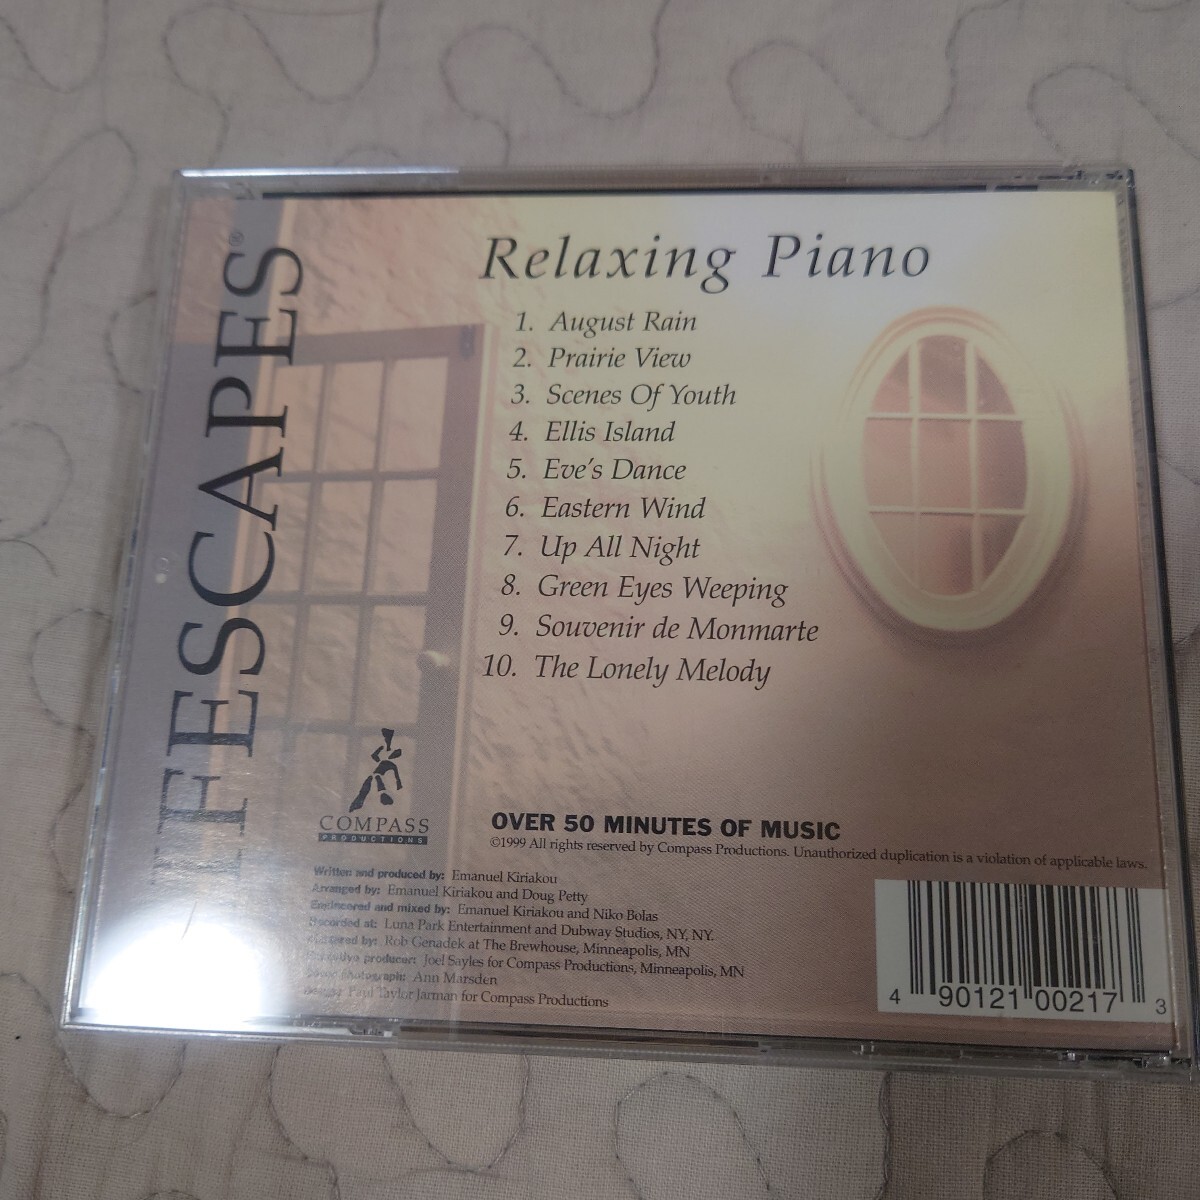 ESCAPES®
Relaxing Piano
1. August Rain
2. Prairie View
3. Scenes Of Youth
4. Ellis Island
5. Eve's Dance
6. Eastern Wind
7. Up All Night
8. Green Eyes Weeping
9. Souvenir de Monmarte
10. The Lonely Melody
COMPASS
PRODUCTIONS
OVER 50 MINUTES OF MUSIC
©1999 All rights reserved by Compass Productions. Unauthorized duplication is a violation of applicable laws.
Written and produced by: Emanuel Kiriakou
Arranged by: Emanuel Kiriakou and Doug Petty
Engineered and mixed by: Emanuel Kiriakou and Niko Bolas
Recorded at: Luna Park Entertainment and Dubway Studios, NY, NY.
Mastered by: Rob Genadek at The Brewhouse, Minneapolis, MN
Executive producer: Joel Sayles for Compass Productions, Minneapolis, MN
Cover photograph: Ann Marsden
Design: Paul Taylor Jarman for Compass Productions
4 90121 00217 3